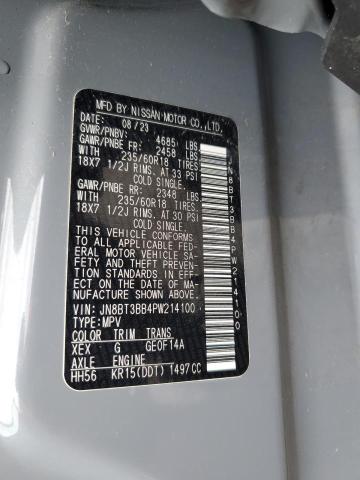 MFD BY NISSAN MOTOR CO.,LTD.
DATE: 08/23
GVWR/PNBV: 4685 LBS
GAWR/PNBE FR: 2458 LBS
WITH 235/60R18 TIRES,
18X7 1/2J RIMS, AT 33 PSI
COLD SINGLE.
GAWR/PNBE RR: 2348 LBS
WITH 235/60R18 TIRES,
18X7 1/2J RIMS, AT 30 PSI
COLD SINGLE.
THIS VEHICLE CONFORMS
TO ALL APPLICABLE FED-
ERAL MOTOR VEHICLE SA-
FETY AND THEFT PREVEN-
TION STANDARDS IN EFF-
ECT ON THE DATE OF MA-
NUFACTURE SHOWN ABOVE.
VIN: JN8BT3BB4PW214100
TYPE: MPV
COLOR TRIM TRANS
XEX G GE0F14A
AXLE ENGINE
HH56 KR15(DDT) 1497CC
JN8BT3BB4PW214100